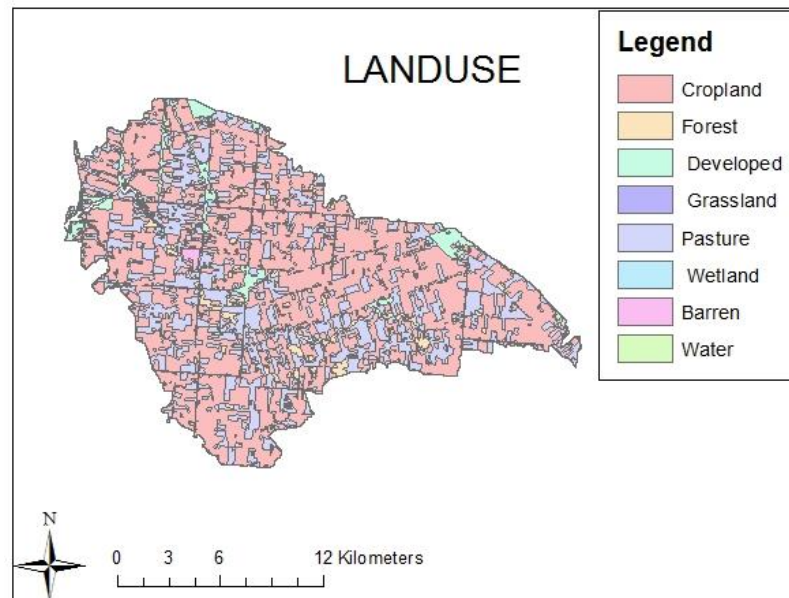 LANDUSE
Legend
Cropland
Forest
Developed
Grassland
Pasture
Wetland
Barren
Water
N
0 3 6 12 Kilometers